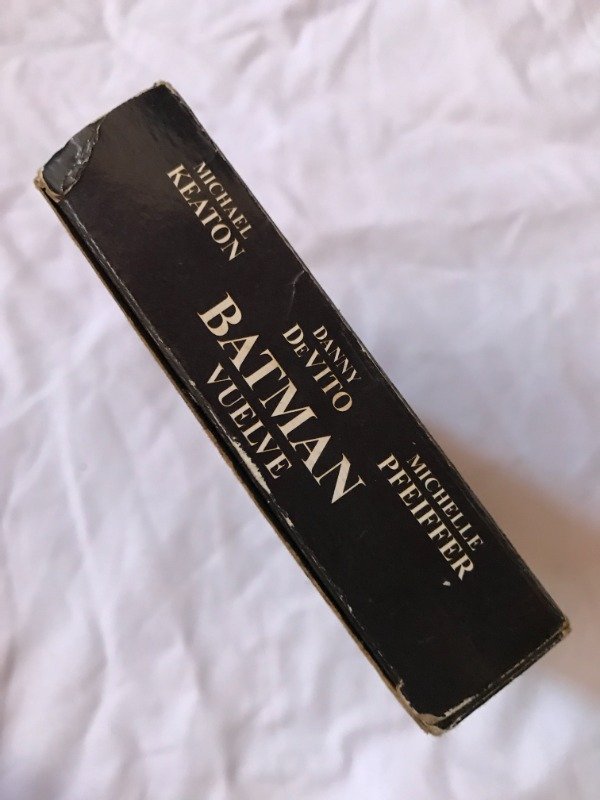 MICHAEL
KEATON
DANNY
DEVITO
MICHELLE
PFEIFFER
BATMAN
VUELVE